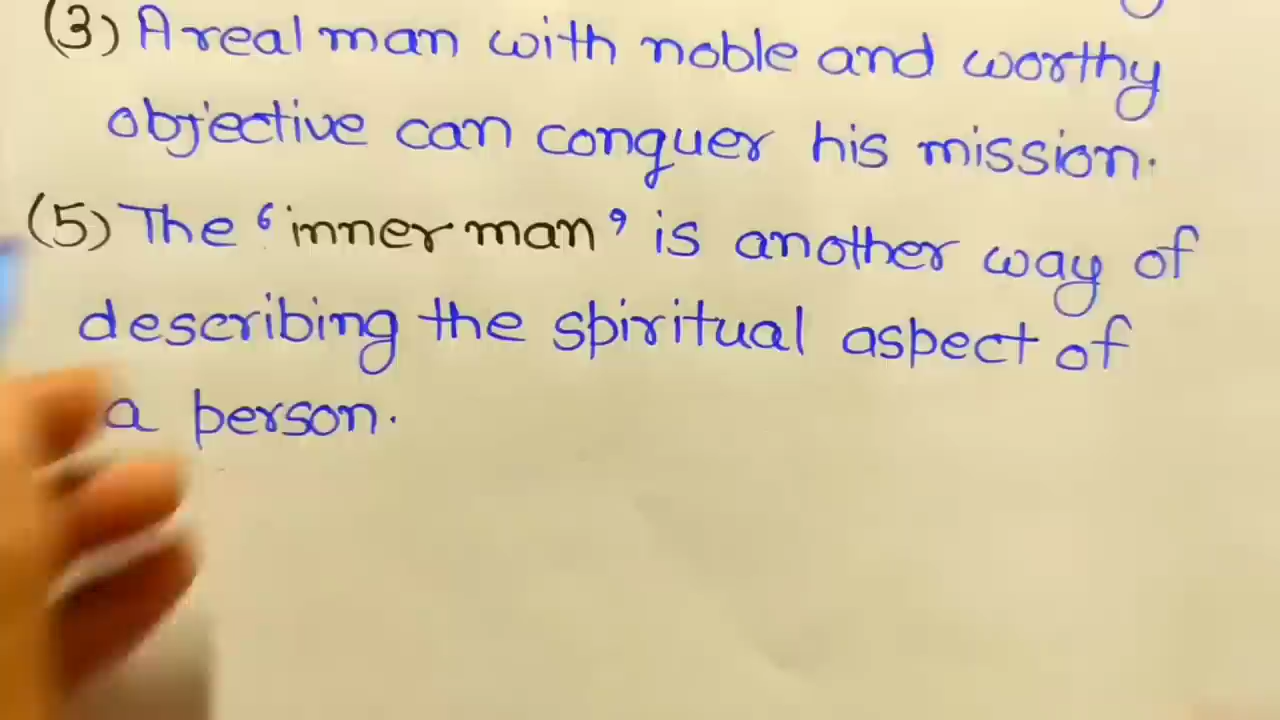 (3) A real man with noble and worthy
objective can conquer his mission.
(5) The 'inner man' is another way of
describing the spiritual aspect of
a person.